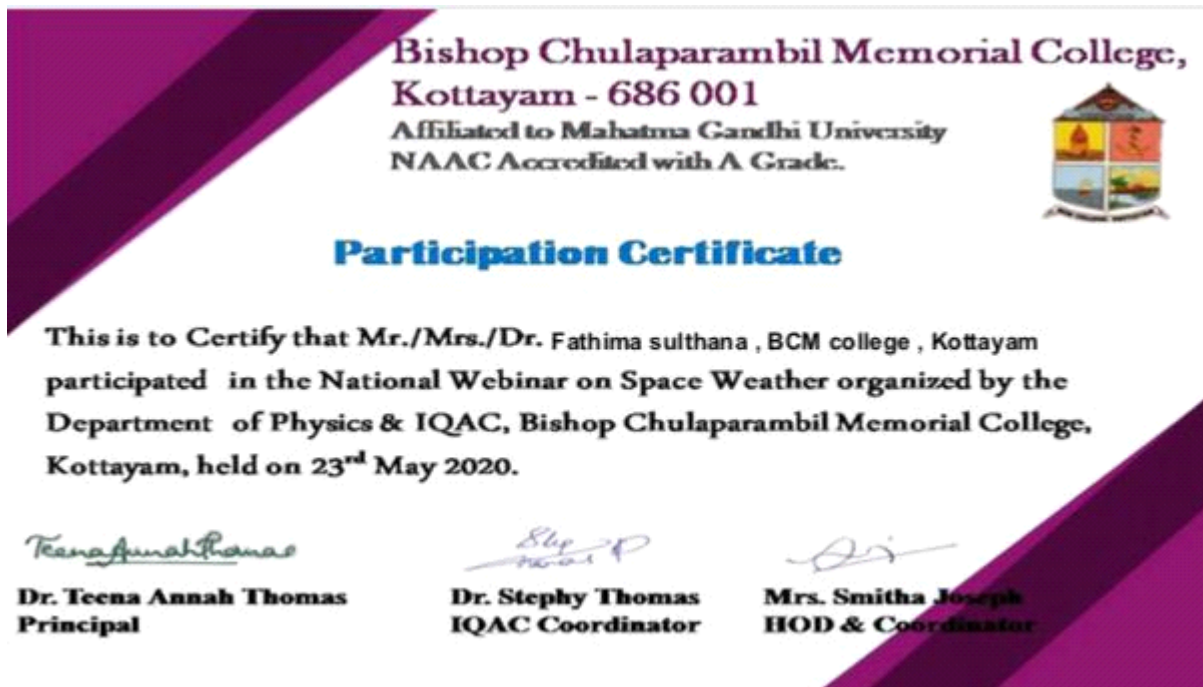 Bishop Chulaparambil Memorial College,
Kottayam - 686 001
Affiliated to Mahatma Gandhi University
NAAC Accredited with A Grade.
Participation Certificate
This is to Certify that Mr./Mrs./Dr. Fathima sulthana , BCM college , Kottayam
participated in the National Webinar on Space Weather organized by the
Department of Physics & IQAC, Bishop Chulaparambil Memorial College,
Kottayam, held on 23rd May 2020.
Teena Annah Thomas
Dr. Teena Annah Thomas
Principal
Dr. Stephy Thomas
IQAC Coordinator
Mrs. Smitha Joseph
HOD & Coordinator